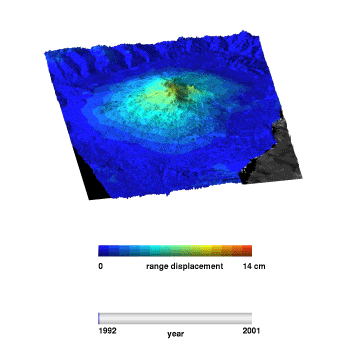 0 range displacement 14 cm
1992 2001
year